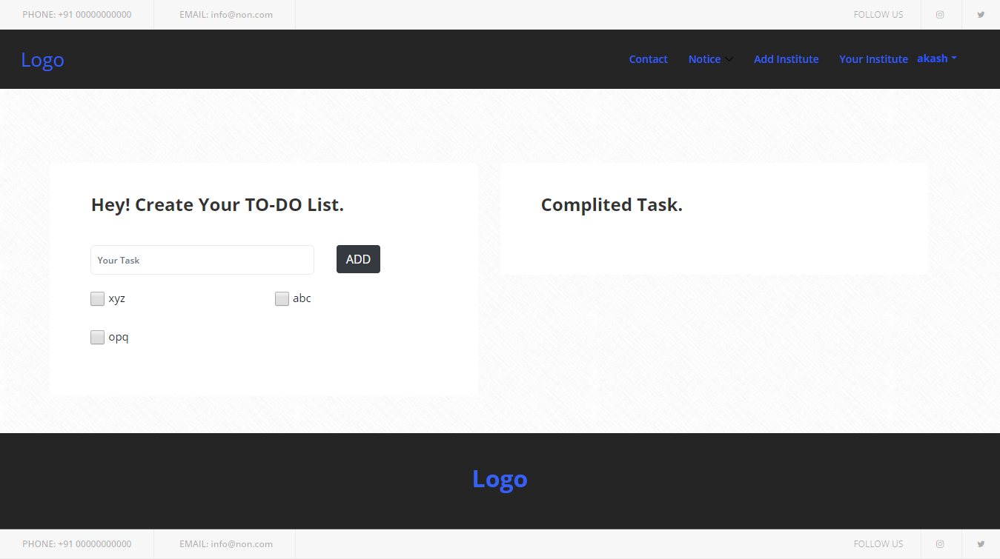 PHONE: +91 00000000000 EMAIL: info@non.com FOLLOW US
Logo Contact Notice Add Institute Your Institute akash
Hey! Create Your TO-DO List.
Your Task ADD
xyz abc
opq
Complited Task.
Logo
PHONE: +91 00000000000 EMAIL: info@non.com FOLLOW US